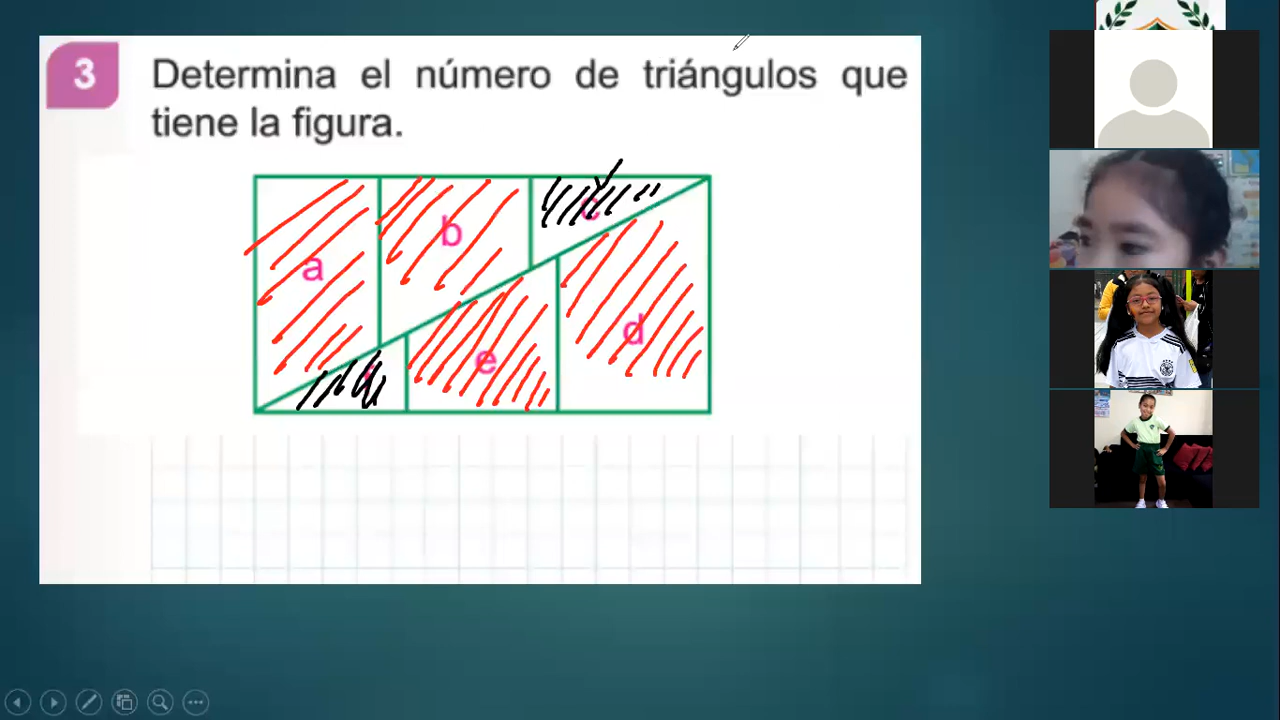 3
Determina el número de triángulos que
tiene la figura.
a
b
c
d
e